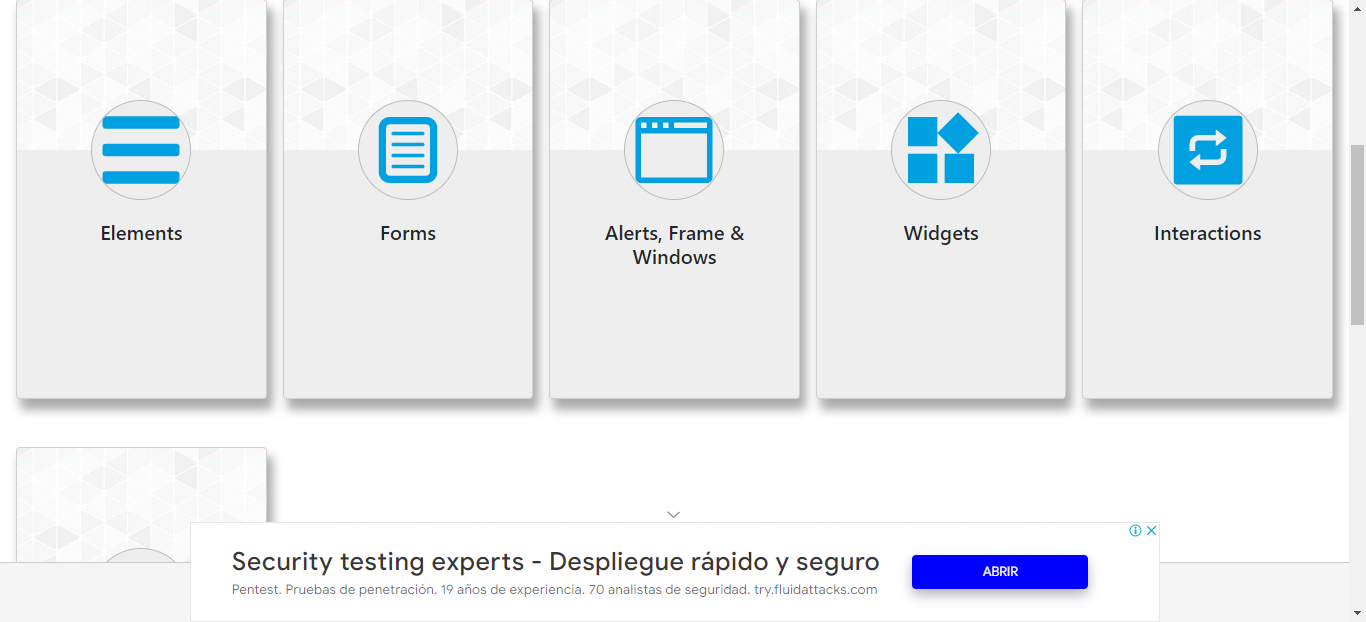 Elements
Forms
Alerts, Frame &
Windows
Widgets
Interactions
Security testing experts - Despliegue rápido y seguro
Pentest. Pruebas de penetración. 19 años de experiencia. 70 analistas de seguridad. try.fluidattacks.com
ABRIR